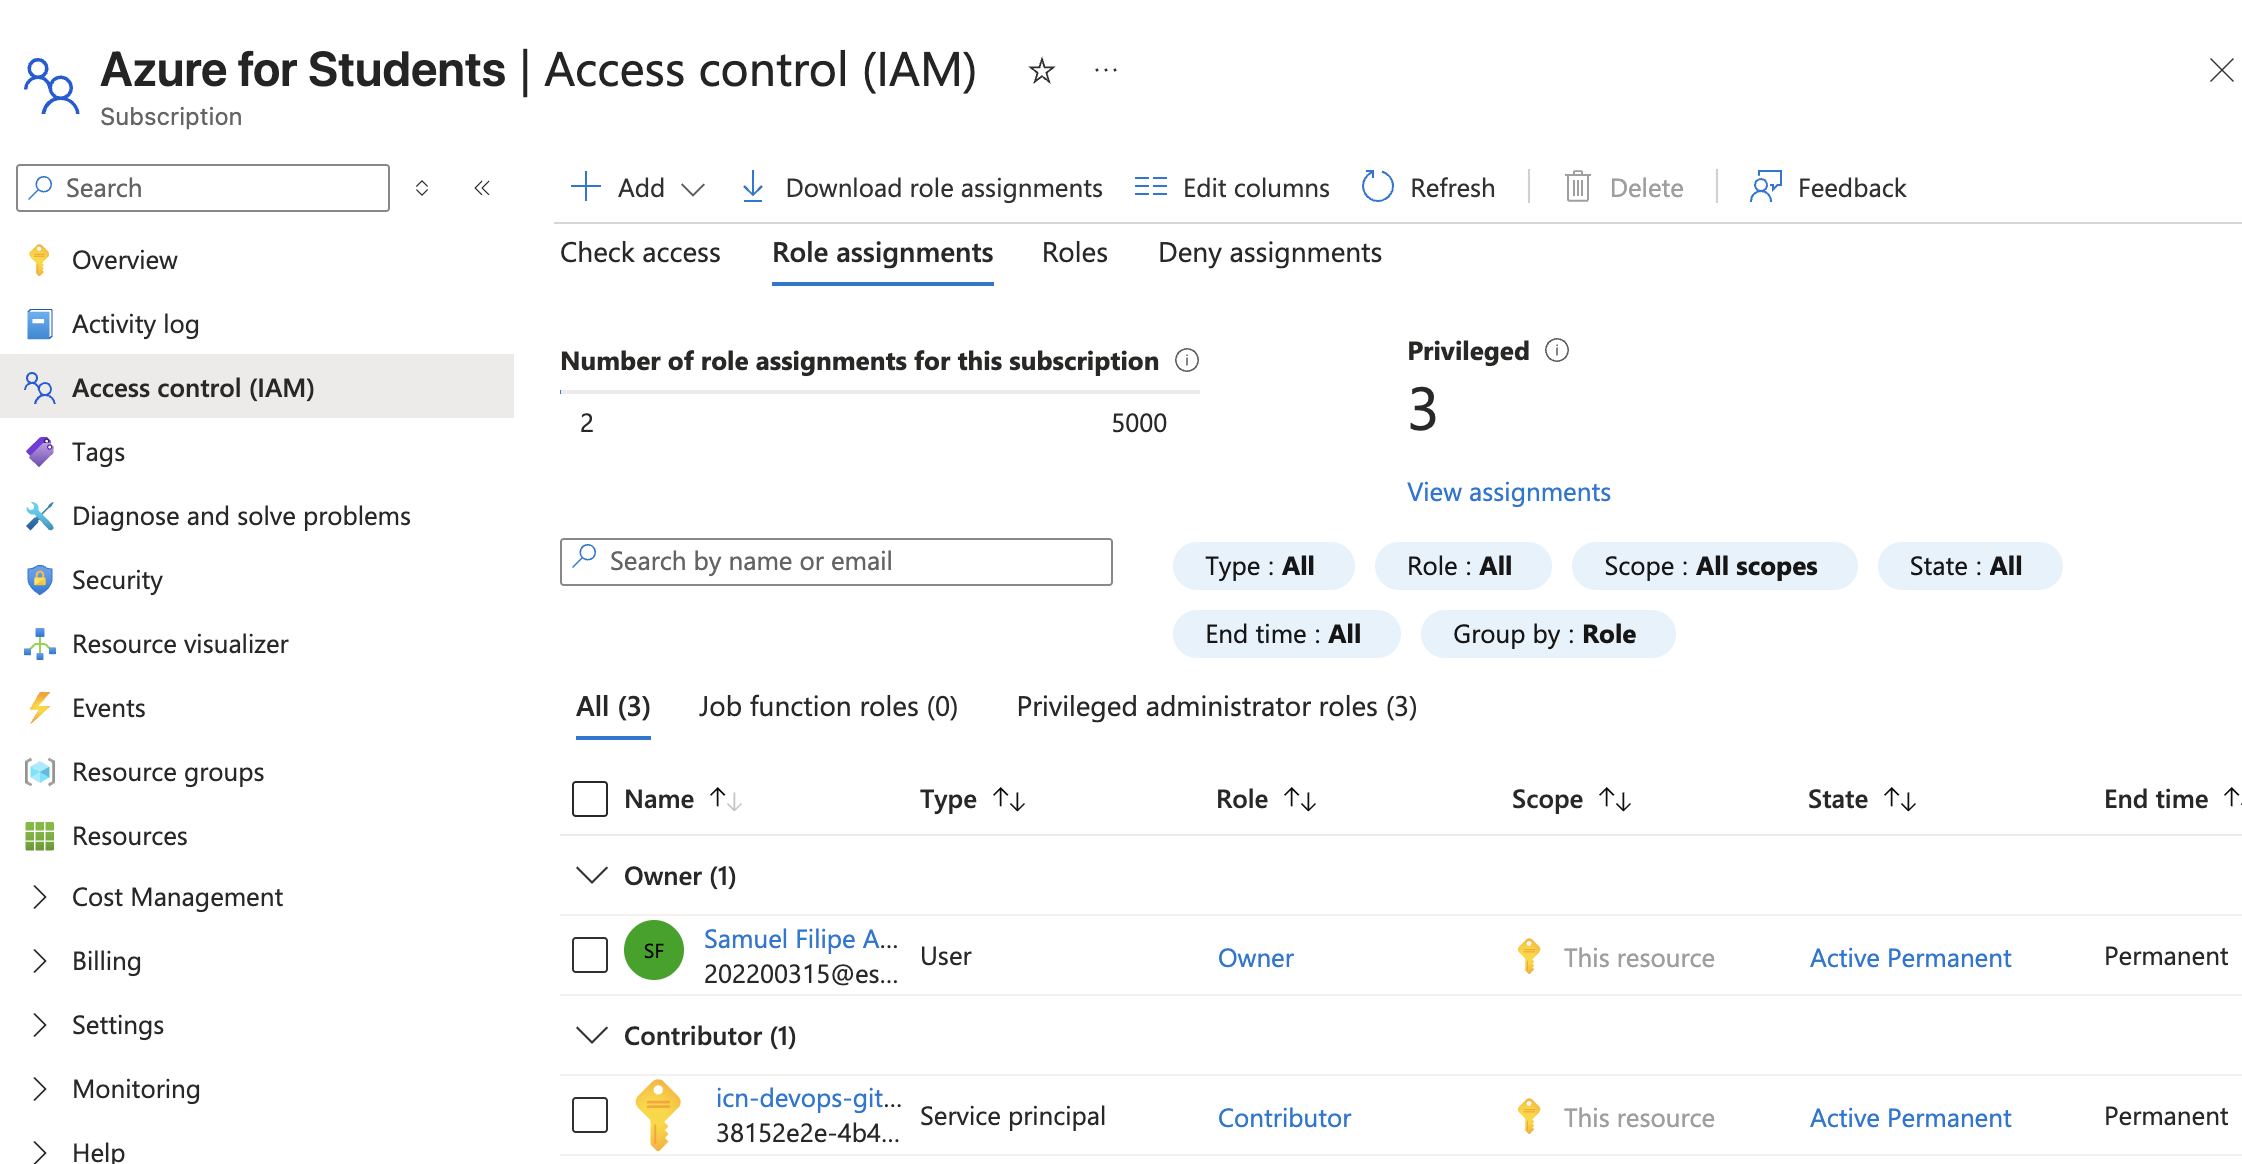 Azure for Students | Access control (IAM)
Subscription
Search
Overview
Activity log
Access control (IAM)
Tags
Diagnose and solve problems
Security
Resource visualizer
Events
Resource groups
Resources
Cost Management
Billing
Settings
Monitoring
Help
Add
Download role assignments
Edit columns
Refresh
Delete
Feedback
Check access Role assignments Roles Deny assignments
Number of role assignments for this subscription
2 5000
Privileged
3
View assignments
Search by name or email
Type : All Role : All Scope : All scopes State : All
End time : All Group by : Role
All (3) Job function roles (0) Privileged administrator roles (3)
Name Type Role Scope State End time
Owner (1)
SF
Samuel Filipe A...
202200315@es...
User Owner This resource Active Permanent Permanent
Contributor (1)
icn-devops-git...
38152e2e-4b4...
Service principal Contributor This resource Active Permanent Permanent